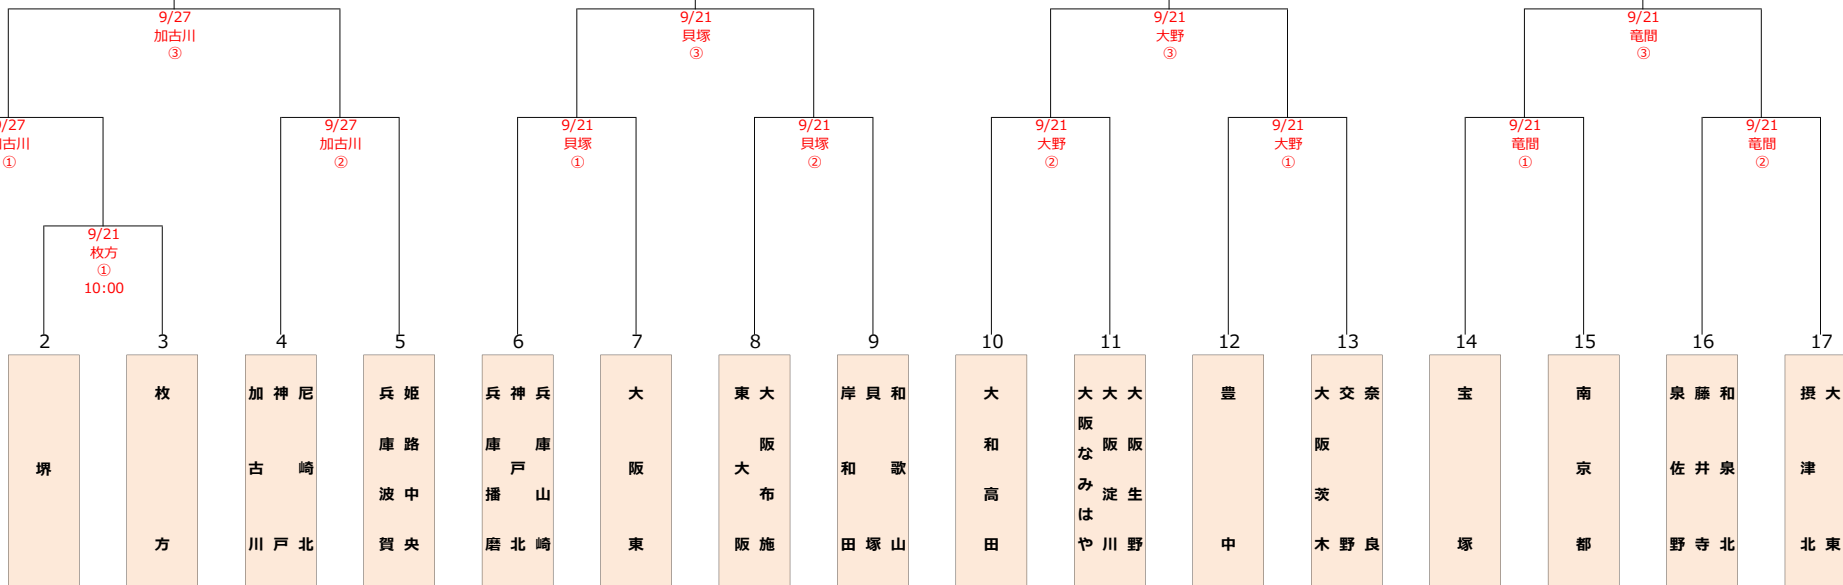 9/27
加古川
③
9/21
貝塚
③
9/21
大野
③
9/21
竜間
③
/27
古川
①
9/27
加古川
②
9/21
貝塚
①
9/21
貝塚
②
9/21
大野
②
9/21
大野
①
9/21
竜間
①
9/21
竜間
②
9/21
枚方
①
10:00
2
堺
3
枚方
4
加古川
神戸
尼崎北
5
兵庫波賀
姫路中央
6
兵庫播磨
神戸北
兵庫山崎
7
大阪東
8
東大阪
大阪布施
9
岸和田
貝塚
和歌山
10
大和高田
11
大阪なみはや
大阪淀川
大阪生野
12
豊中
13
大阪茨木
交野
奈良
14
宝塚
15
南京都
16
泉佐野
藤井寺
和泉北
17
摂津北
大東